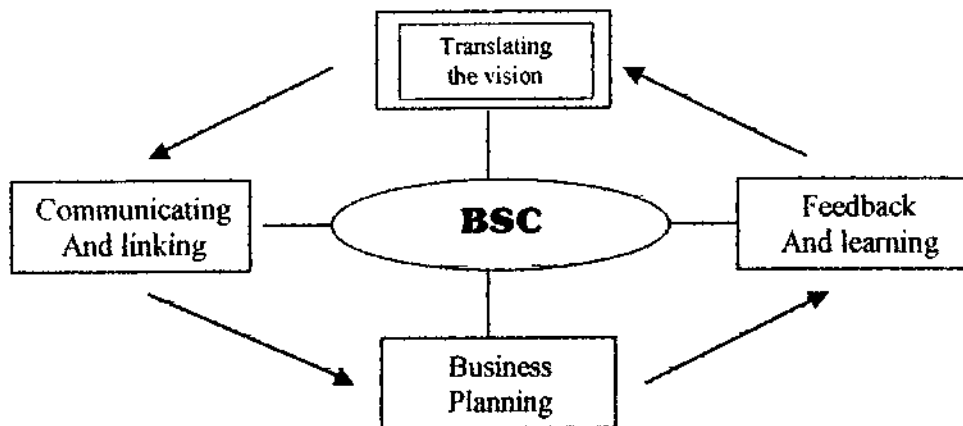 Translating
the vision
Communicating
And linking
BSC
Feedback
And learning
Business
Planning